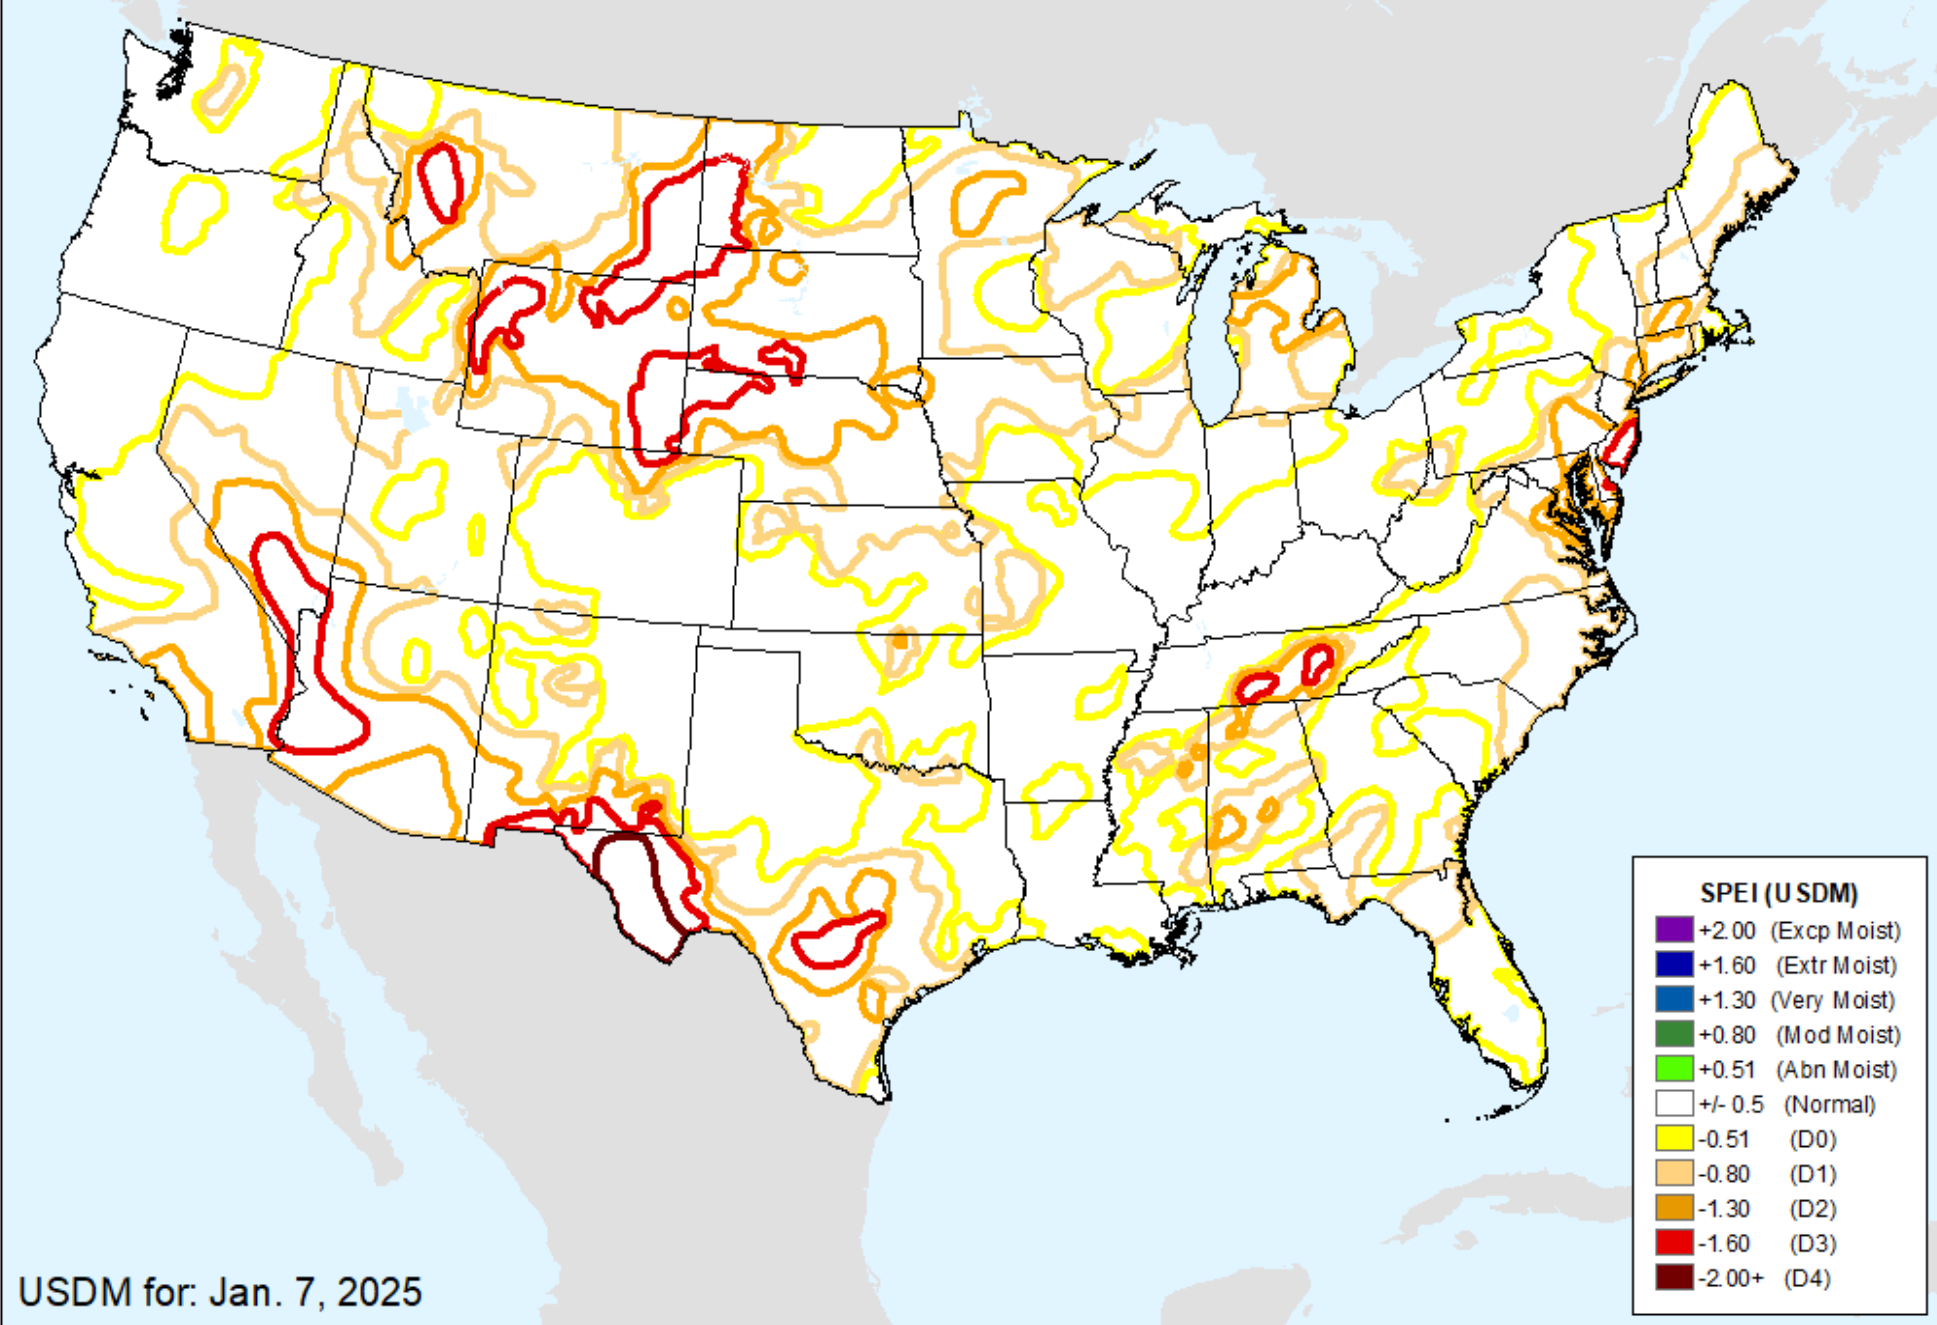 SPEI (USDM)
+2.00 (Excp Moist)
+1.60 (Extr Moist)
+1.30 (Very Moist)
+0.80 (Mod Moist)
+0.51 (Abn Moist)
+/- 0.5 (Normal)
-0.51 (D0)
-0.80 (D1)
-1.30 (D2)
-1.60 (D3)
-2.00+ (D4)
USDM for: Jan. 7, 2025